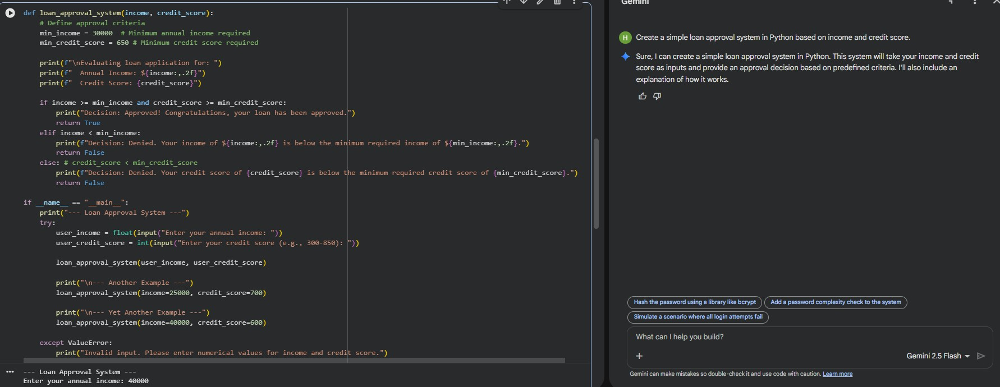 def loan_approval_system(income, credit_score):
    # Define approval criteria
    min_income = 30000  # Minimum annual income required
    min_credit_score = 650 # Minimum credit score required

    print(f"\nEvaluating loan application for: ")
    print(f"  Annual Income: ${income:,.2f}")
    print(f"  Credit Score: {credit_score}")

    if income >= min_income and credit_score >= min_credit_score:
        print("Decision: Approved! Congratulations, your loan has been approved.")
        return True
    elif income < min_income:
        print(f"Decision: Denied. Your income of ${income:,.2f} is below the minimum required income of ${min_income:,.2f}.")
        return False
    else: # credit_score < min_credit_score
        print(f"Decision: Denied. Your credit score of {credit_score} is below the minimum required credit score of {min_credit_score}.")
        return False

if __name__ == "__main__":
    print("--- Loan Approval System ---")
    try:
        user_income = float(input("Enter your annual income: "))
        user_credit_score = int(input("Enter your credit score (e.g., 300-850): "))

        loan_approval_system(user_income, user_credit_score)

        print("\n--- Another Example ---")
        loan_approval_system(income=25000, credit_score=700)

        print("\n--- Yet Another Example ---")
        loan_approval_system(income=40000, credit_score=600)

    except ValueError:
        print("Invalid input. Please enter numerical values for income and credit score.")
--- Loan Approval System ---
Enter your annual income: 40000
Gemini
H
Create a simple loan approval system in Python based on income and credit score.
Sure, I can create a simple loan approval system in Python. This system will take your income and credit
score as inputs and provide an approval decision based on predefined criteria. I'll also include an
explanation of how it works.
Hash the password using a library like bcrypt
Add a password complexity check to the system
Simulate a scenario where all login attempts fail
What can I help you build?
Gemini 2.5 Flash
Gemini can make mistakes so double-check it and use code with caution. Learn more